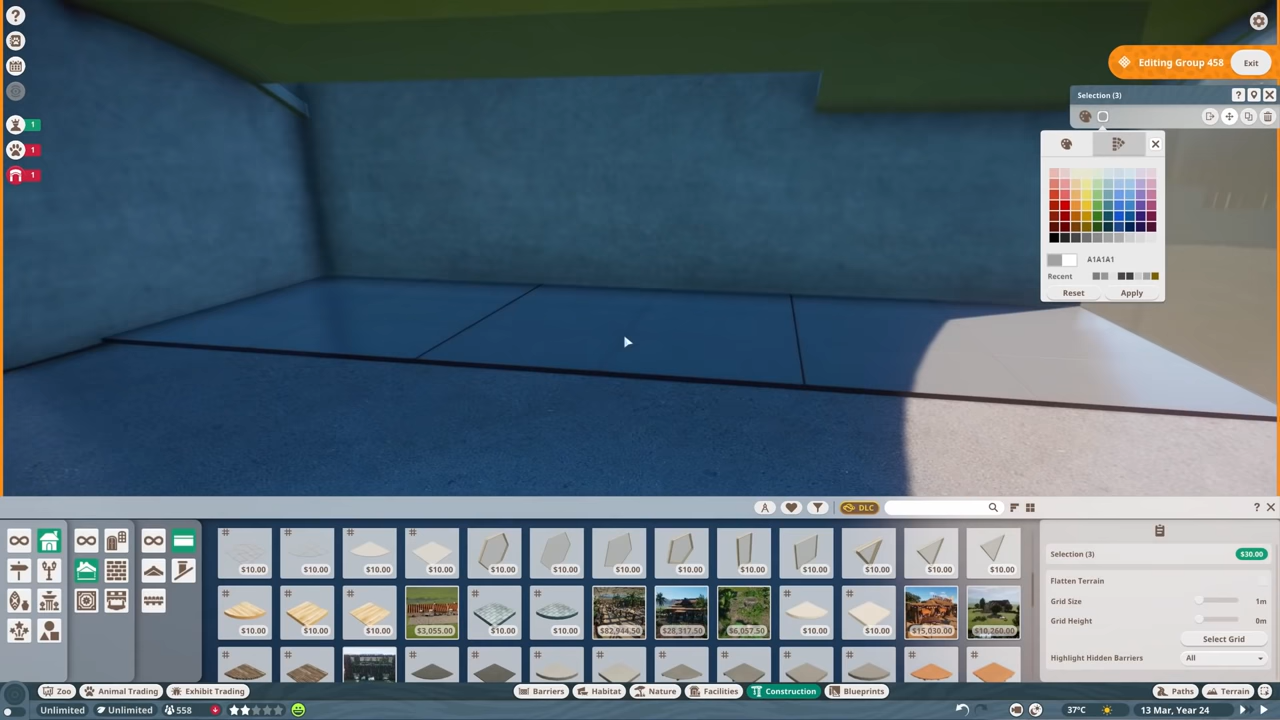 ?
Editing Group 458
Exit
Selection (3)
?
1
1
1
A1A1A1
Recent
Reset
Apply
DLC
?
$10.00 $10.00 $10.00 $10.00 $10.00 $10.00 $10.00 $10.00 $10.00 $10.00 $10.00 $10.00 $10.00
$10.00 $10.00 $10.00 $3,055.00 $10.00 $10.00 $82,944.50 $28,317.50 $6,057.50 $10.00 $10.00 $15,030.00 $10,260.00
Selection (3)
$30.00
Flatten Terrain
Grid Size
1m
Grid Height
0m
Select Grid
Highlight Hidden Barriers
All
Zoo
Animal Trading
Exhibit Trading
Barriers
Habitat
Nature
Facilities
Construction
Blueprints
Paths
Terrain
Unlimited
Unlimited
558
37°C
13 Mar, Year 24